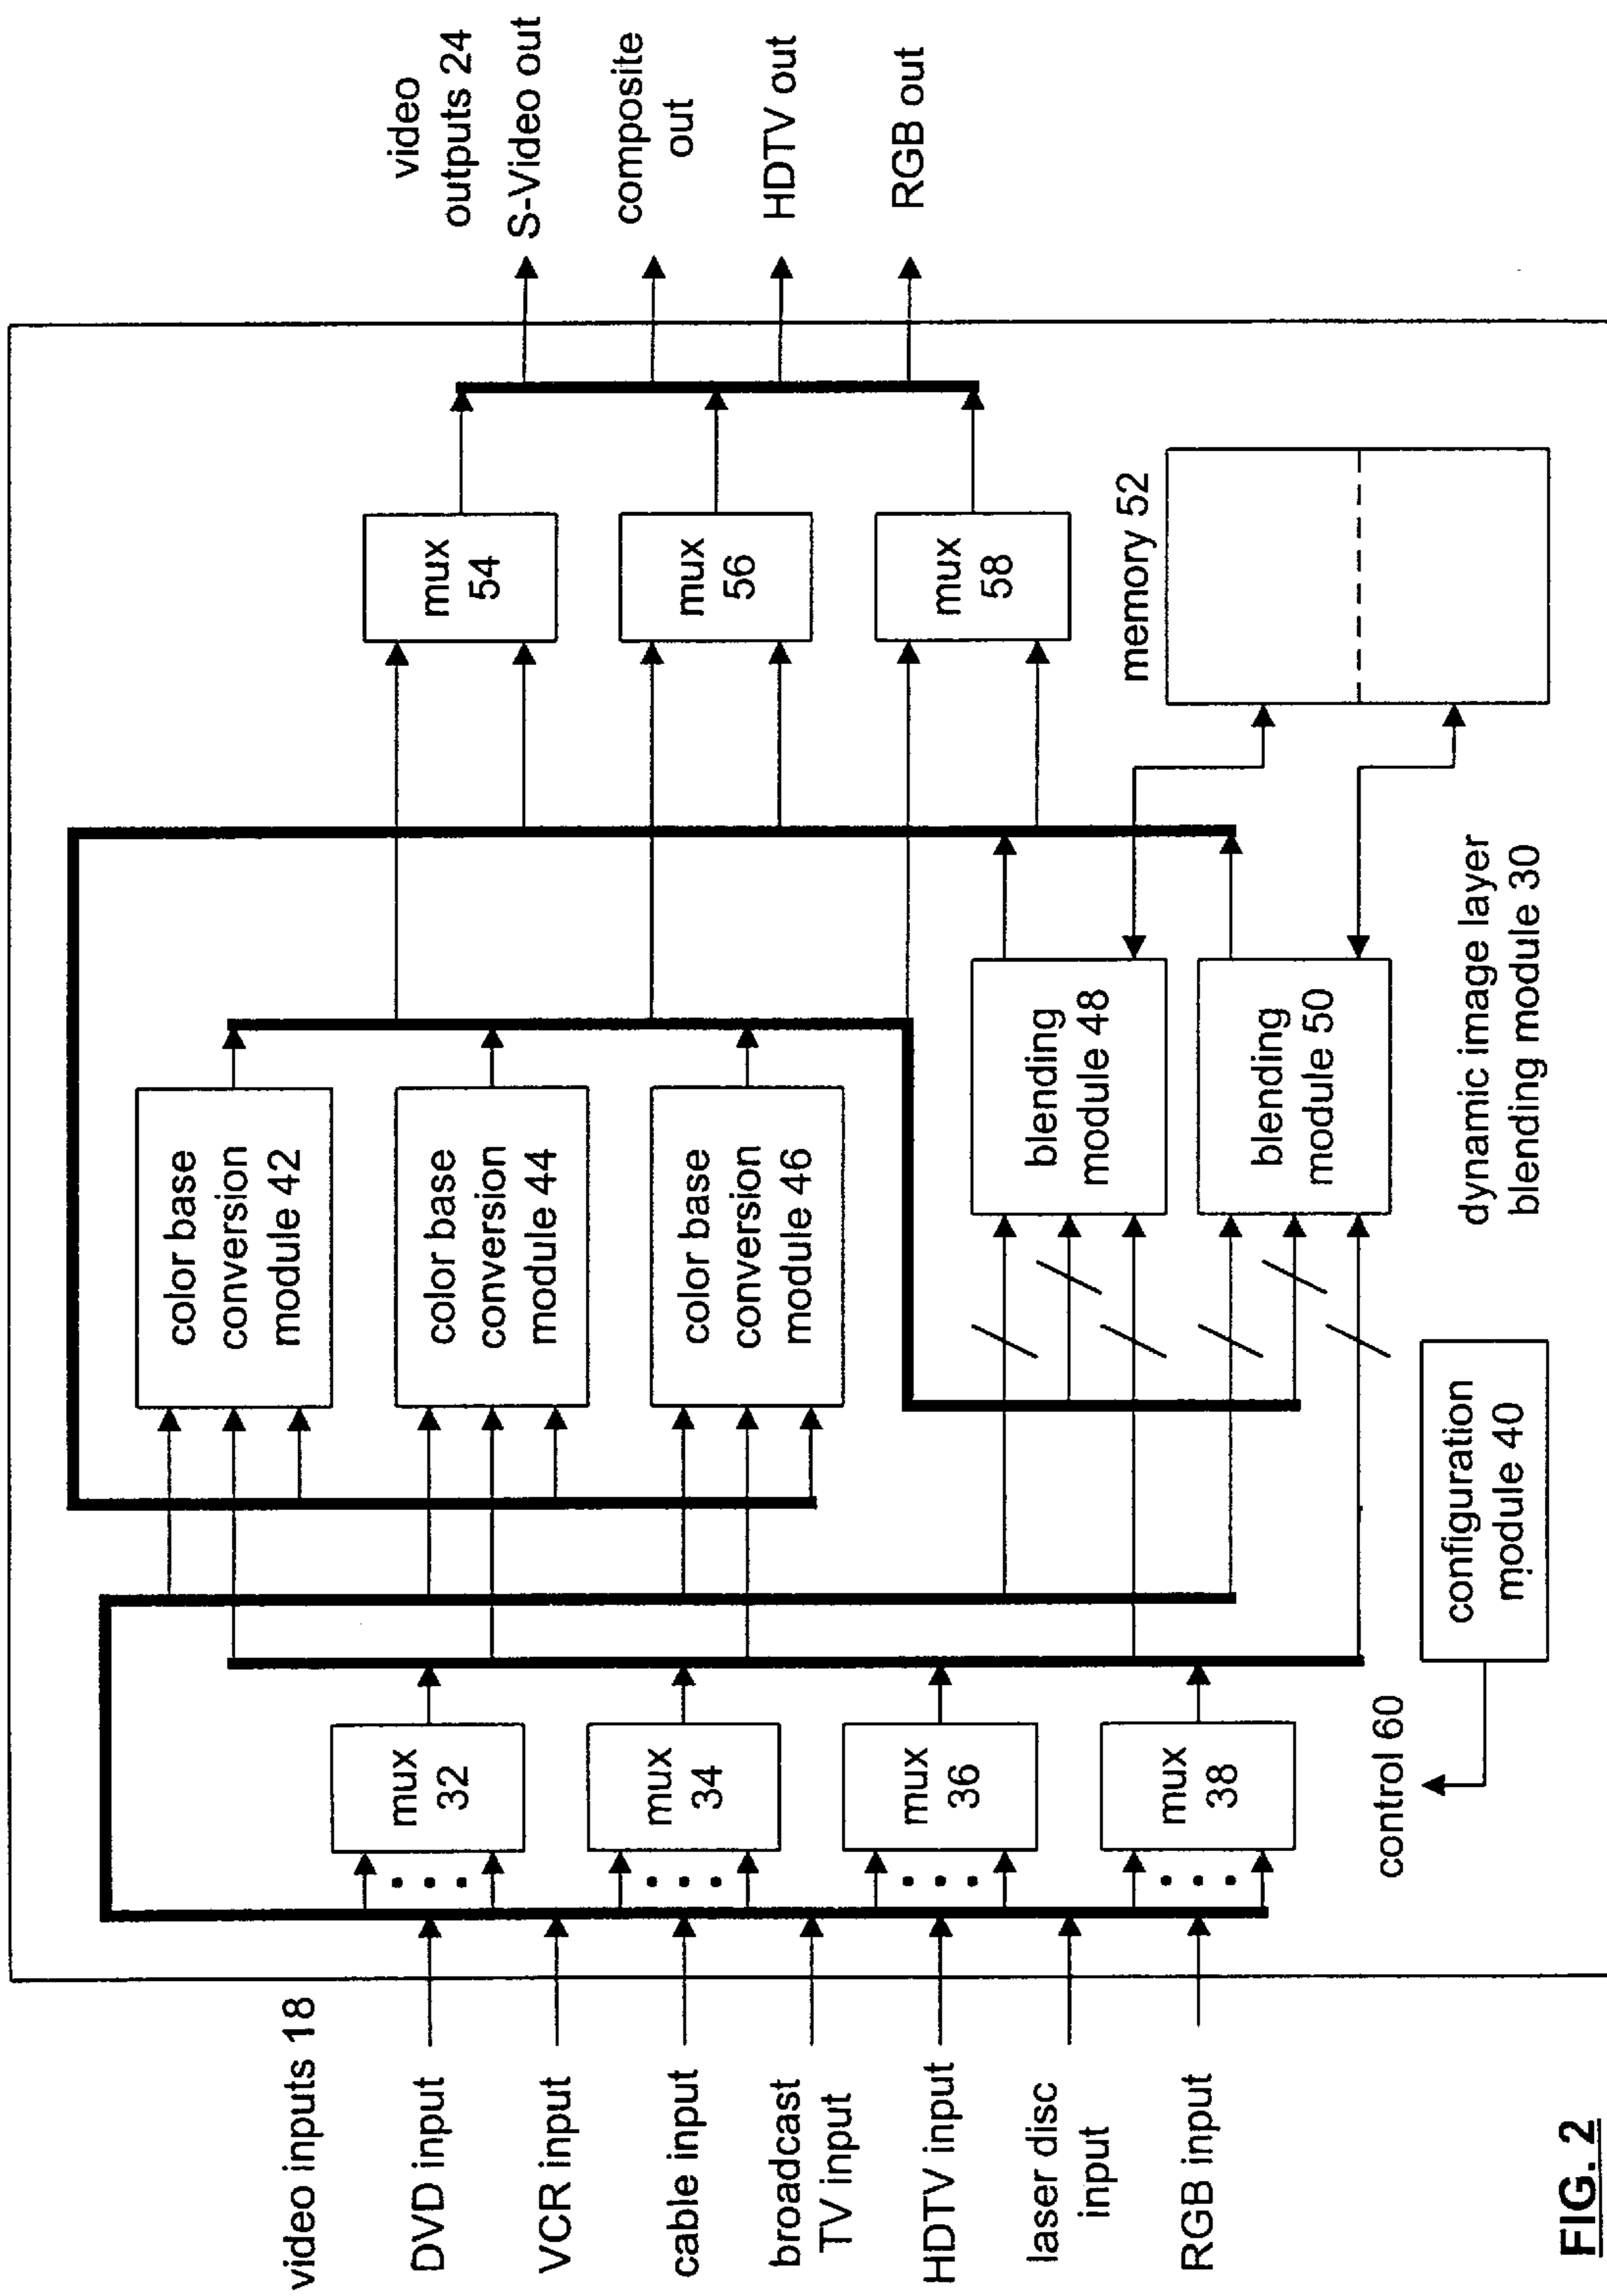 video inputs 18
DVD input
VCR input
cable input
broadcast
TV input
HDTV input
laser disc
input
RGB input
mux
32
mux
34
mux
36
mux
38
control 60
configuration
module 40
color base
conversion
module 42
color base
conversion
module 44
color base
conversion
module 46
blending
module 48
blending
module 50
dynamic image layer
blending module 30
mux
54
mux
56
mux
58
memory 52
video
outputs 24
S-Video out
composite
out
HDTV out
RGB out
FIG. 2